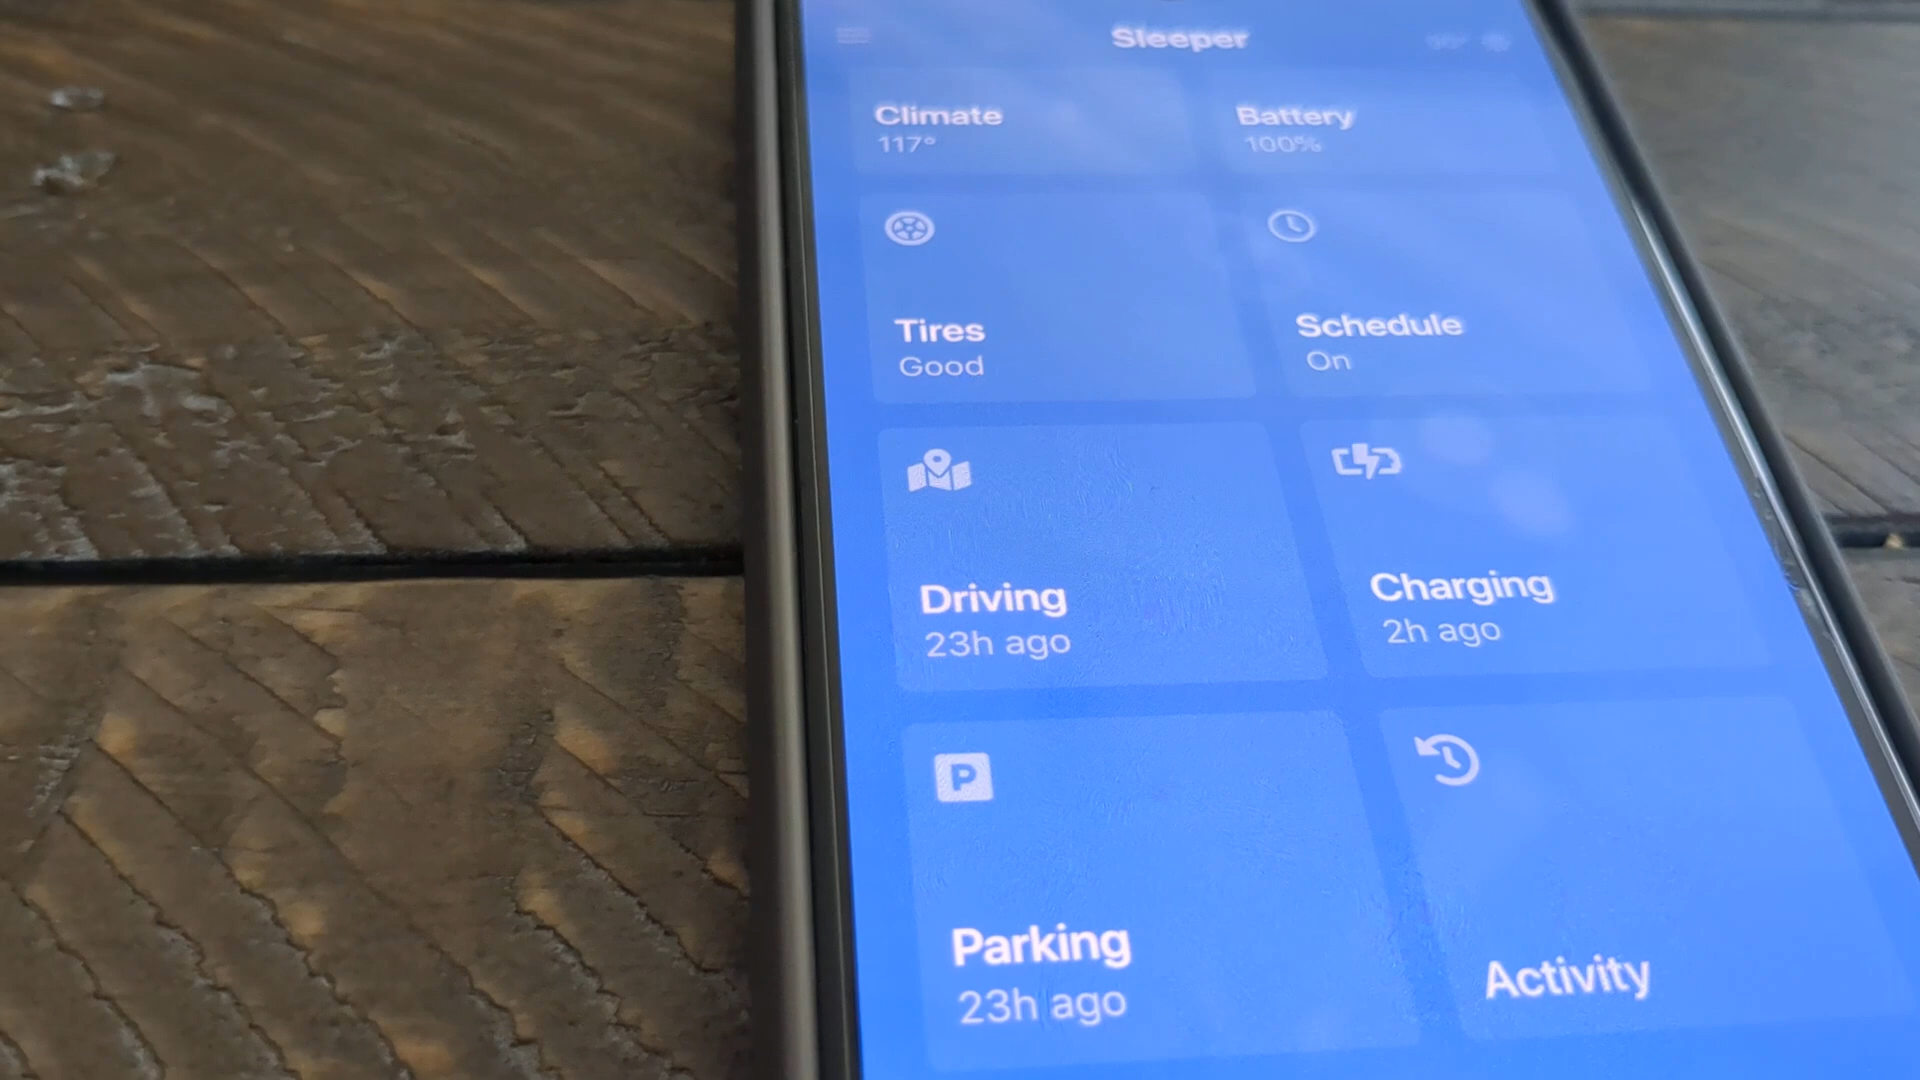 Sleeper
Climate
117°
Battery
100%
Tires
Good
Schedule
On
Driving
23h ago
Charging
2h ago
P
Parking
23h ago
Activity